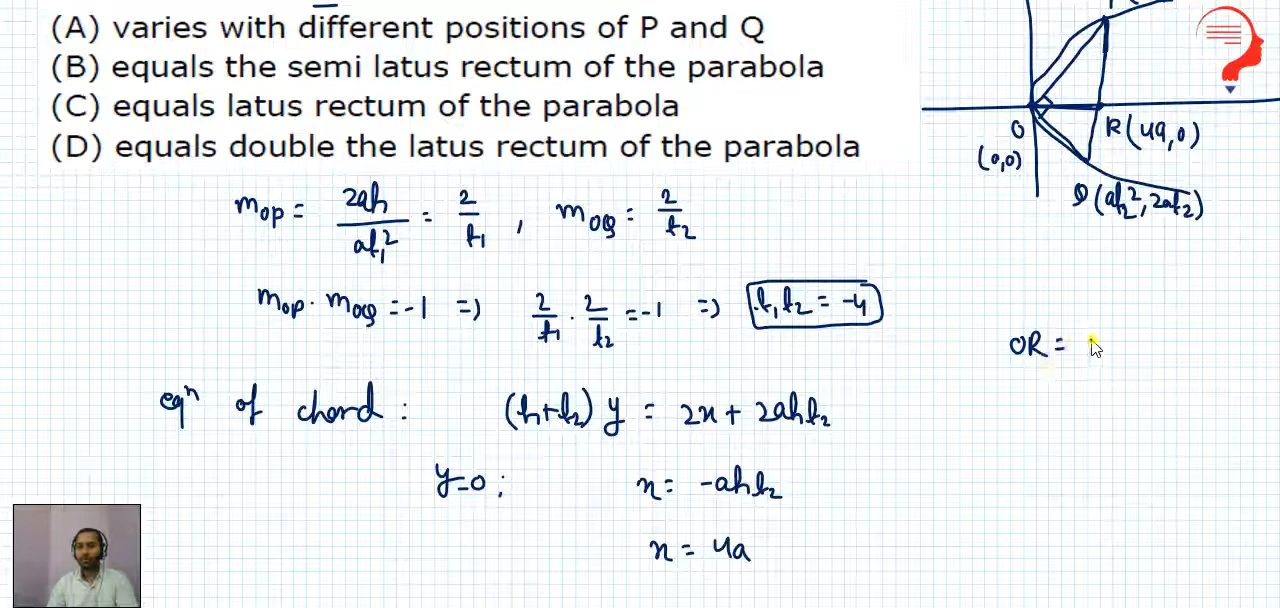 (A) varies with different positions of P and Q
(B) equals the semi latus rectum of the parabola
(C) equals latus rectum of the parabola
(D) equals double the latus rectum of the parabola
O
(0,0)
R(4a,0)
Q(at₂², 2at₂)
m_OP = 2at₁/at₁² = 2/t₁ , m_OQ = 2/t₂
m_OP · m_OQ = -1 => 2/t₁ · 2/t₂ = -1 => t₁t₂ = -4
OR =
eqⁿ of chord : (t₁+t₂) y = 2x + 2at₁t₂
y=0 ; x = -at₁t₂
x = 4a